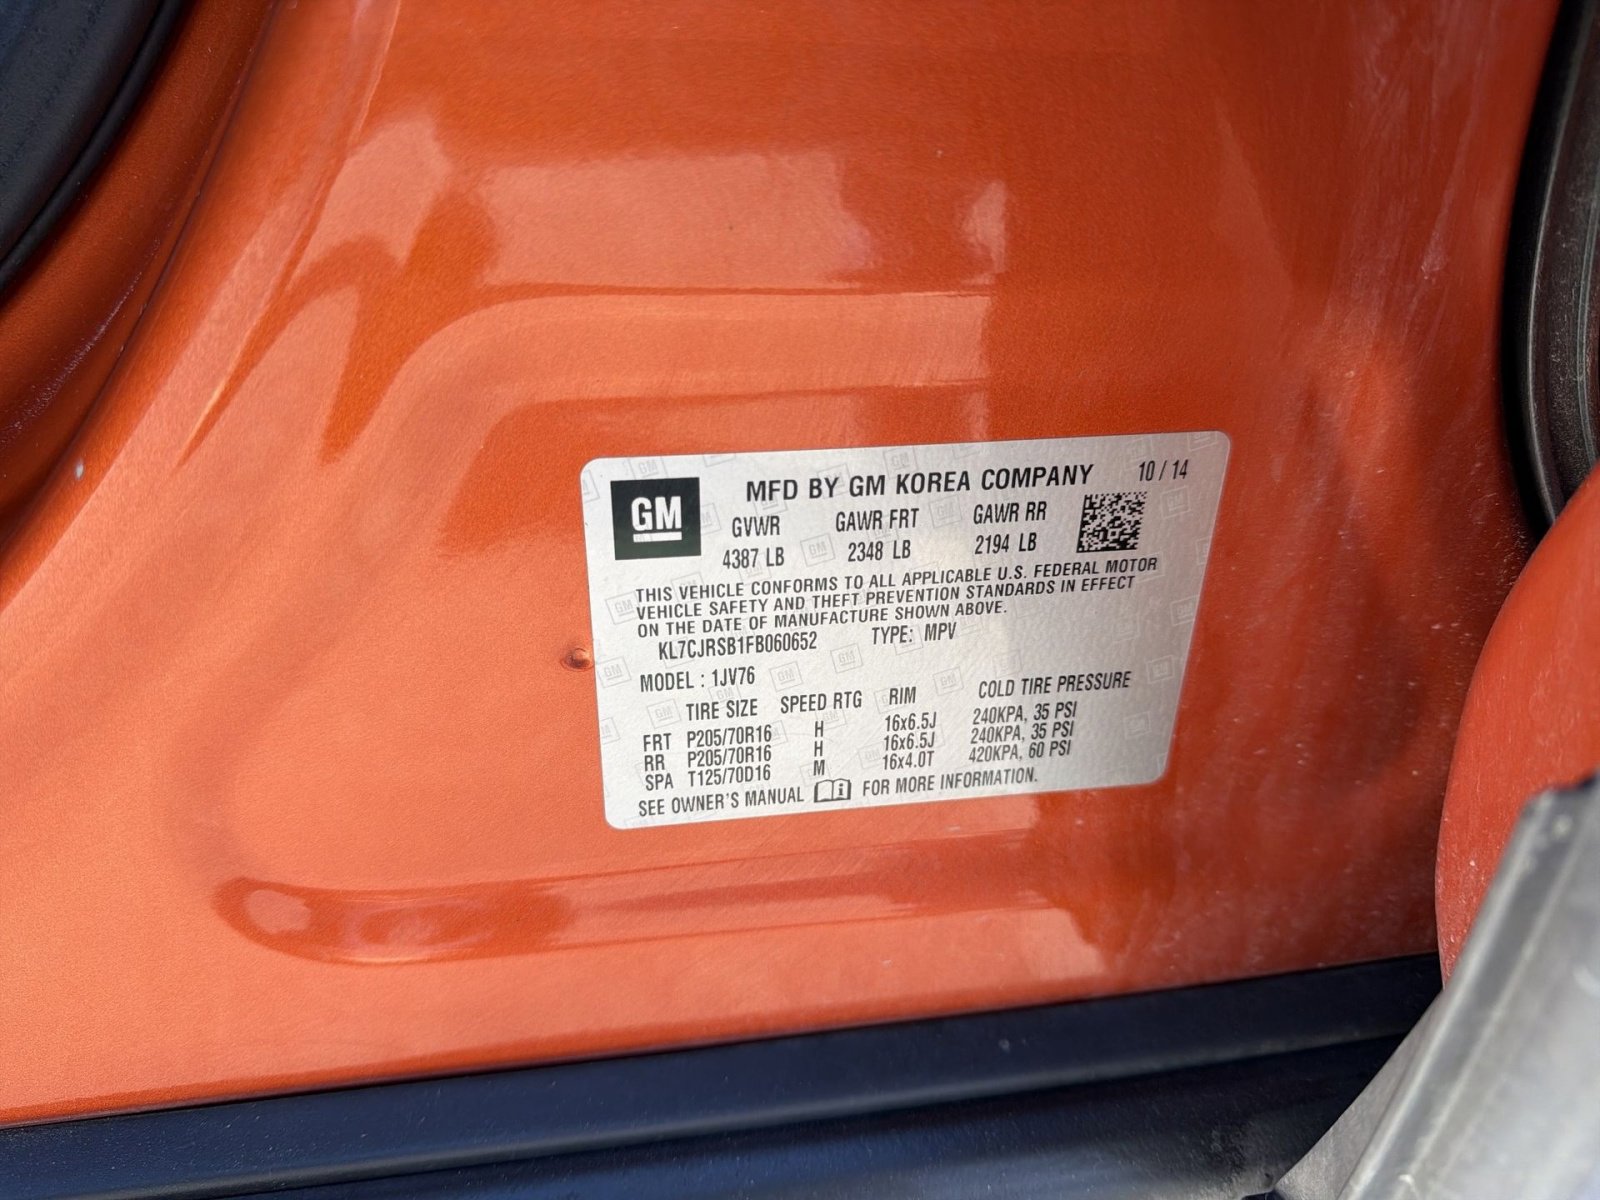 GM
MFD BY GM KOREA COMPANY 10 / 14
GVWR GAWR FRT GAWR RR
4387 LB 2348 LB 2194 LB
THIS VEHICLE CONFORMS TO ALL APPLICABLE U.S. FEDERAL MOTOR
VEHICLE SAFETY AND THEFT PREVENTION STANDARDS IN EFFECT
ON THE DATE OF MANUFACTURE SHOWN ABOVE.
KL7CJRSB1FB060652 TYPE: MPV
MODEL : 1JV76
TIRE SIZE SPEED RTG RIM COLD TIRE PRESSURE
FRT P205/70R16 H 16x6.5J 240KPA, 35 PSI
RR P205/70R16 H 16x6.5J 240KPA, 35 PSI
SPA T125/70D16 M 16x4.0T 420KPA, 60 PSI
SEE OWNER'S MANUAL i FOR MORE INFORMATION.